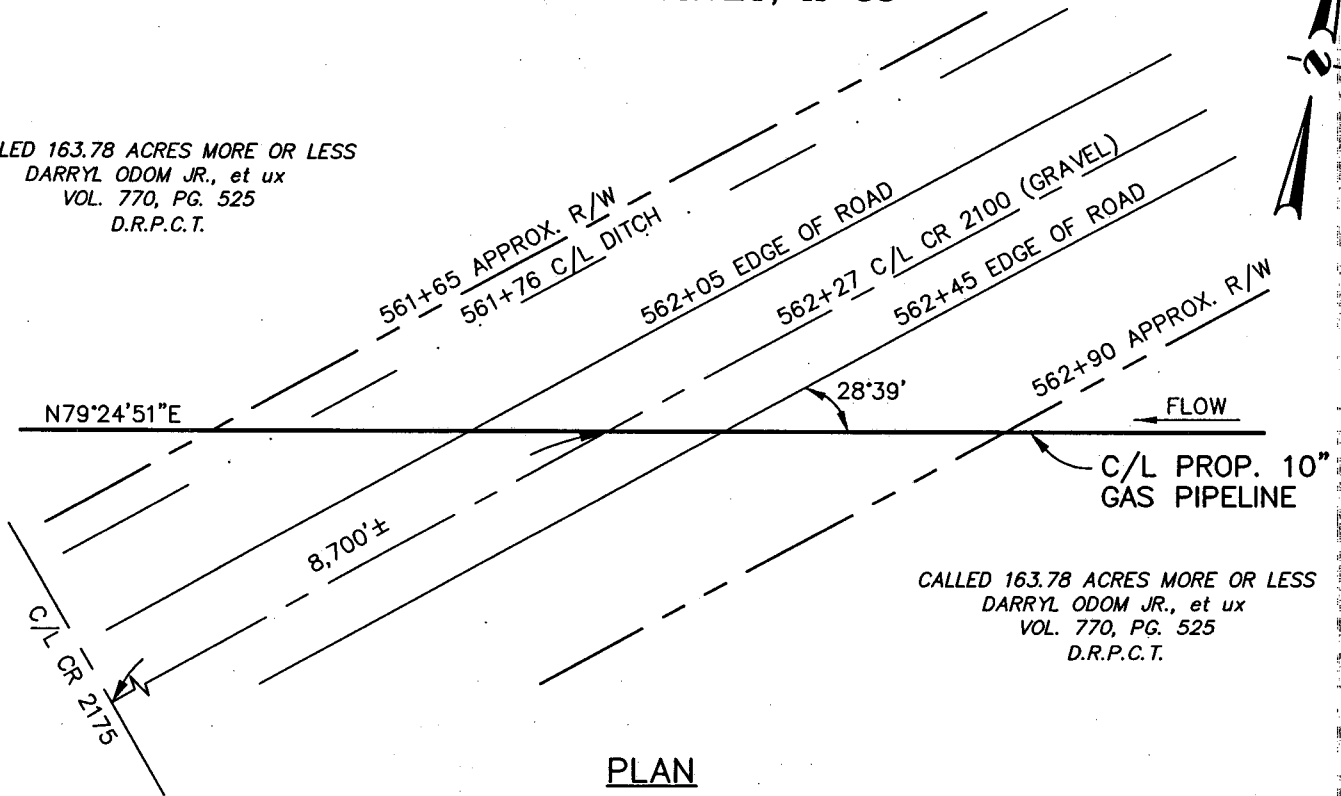 LED 163.78 ACRES MORE OR LESS
DARRYL ODOM JR., et ux
VOL. 770, PG. 525
D.R.P.C.T.
561+65 APPROX. R/W
561+76 C/L DITCH
562+05 EDGE OF ROAD
562+27 C/L CR 2100 (GRAVEL)
562+45 EDGE OF ROAD
562+90 APPROX. R/W
N79°24'51"E
28°39'
FLOW
C/L PROP. 10"
GAS PIPELINE
8,700'±
C/L CR 2175
CALLED 163.78 ACRES MORE OR LESS
DARRYL ODOM JR., et ux
VOL. 770, PG. 525
D.R.P.C.T.
PLAN
N